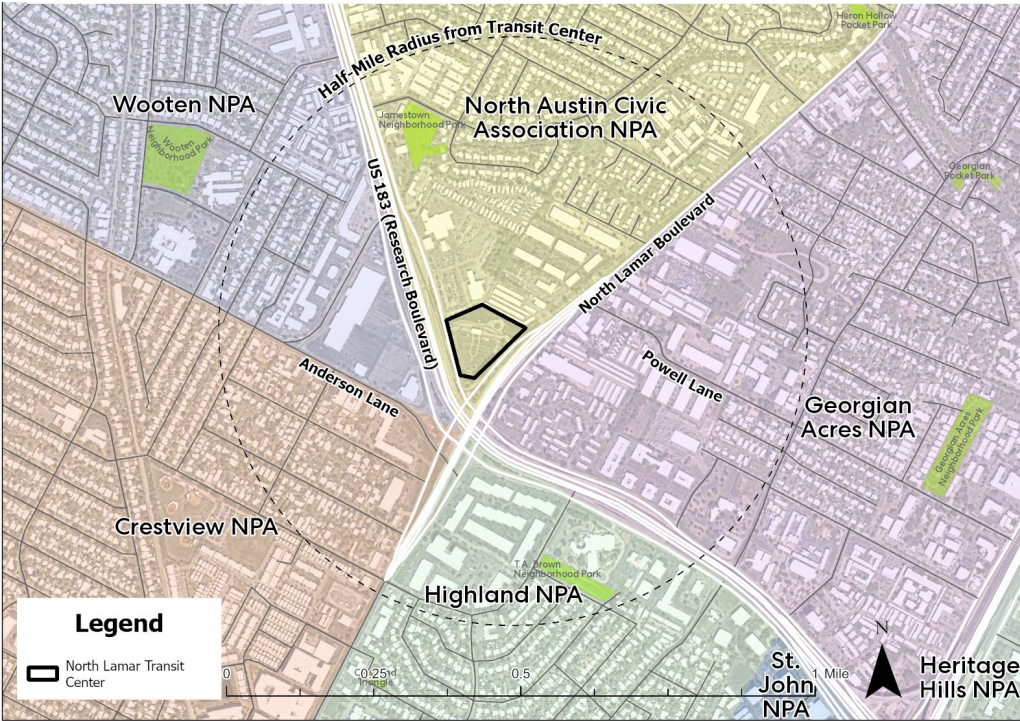 Heron Hollow
Pocket Park
Half-Mile Radius from Transit Center
Wooten NPA
North Austin Civic
Association NPA
Jamestown
Neighborhood Park
Wooten
Neighborhood Park
Georgian
Pocket Park
US 183 (Research Boulevard)
North Lamar Boulevard
Anderson Lane
Powell Lane
Georgian
Acres NPA
Georgian Acres
Neighborhood Park
Crestview NPA
T.A. Brown
Neighborhood Park
Highland NPA
Legend
North Lamar Transit
Center
Triangle
0
0.25
0.5
1 Mile
St.
John
NPA
N
Heritage
Hills NPA